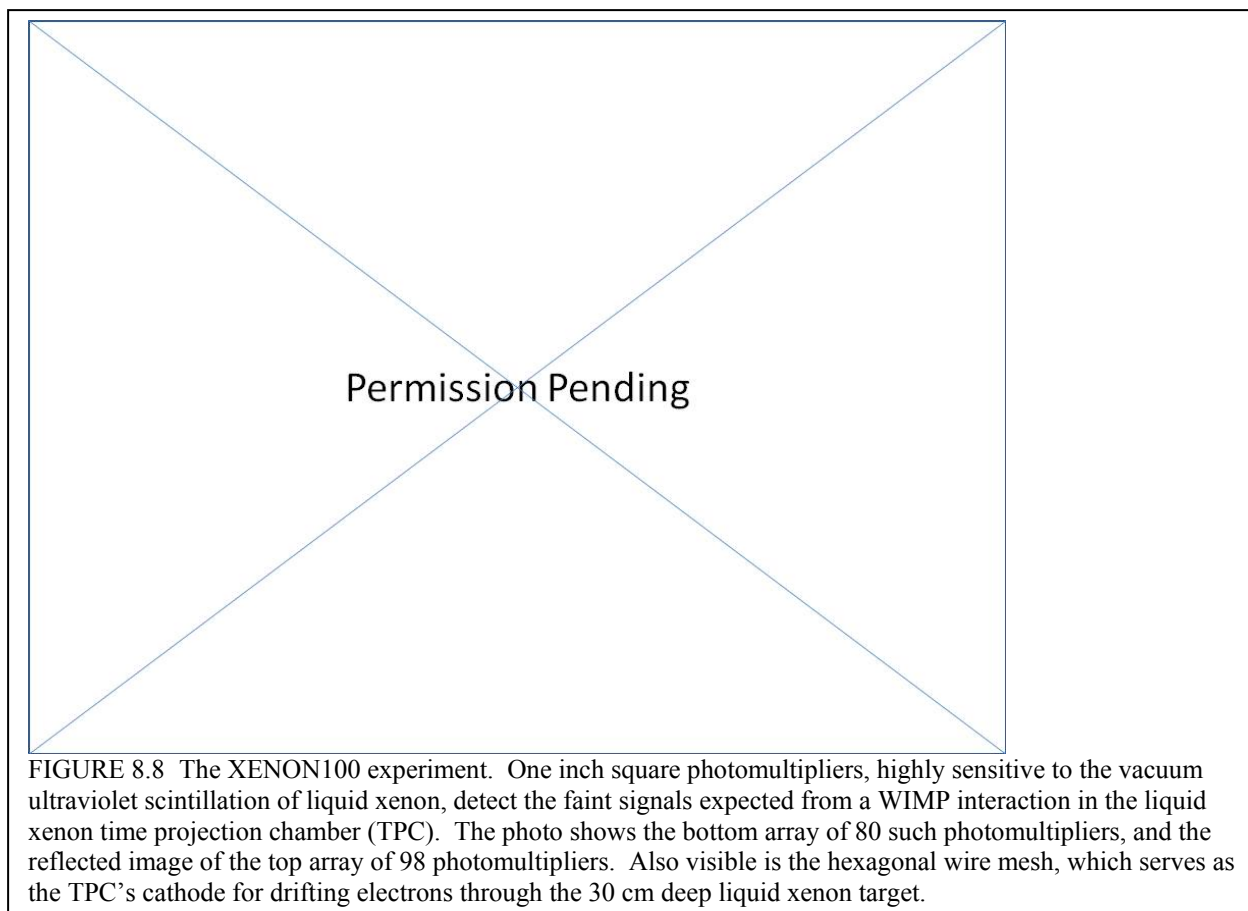 Permission Pending
FIGURE 8.8  The XENON100 experiment.  One inch square photomultipliers, highly sensitive to the vacuum
ultraviolet scintillation of liquid xenon, detect the faint signals expected from a WIMP interaction in the liquid
xenon time projection chamber (TPC).  The photo shows the bottom array of 80 such photomultipliers, and the
reflected image of the top array of 98 photomultipliers.  Also visible is the hexagonal wire mesh, which serves as
the TPC’s cathode for drifting electrons through the 30 cm deep liquid xenon target.